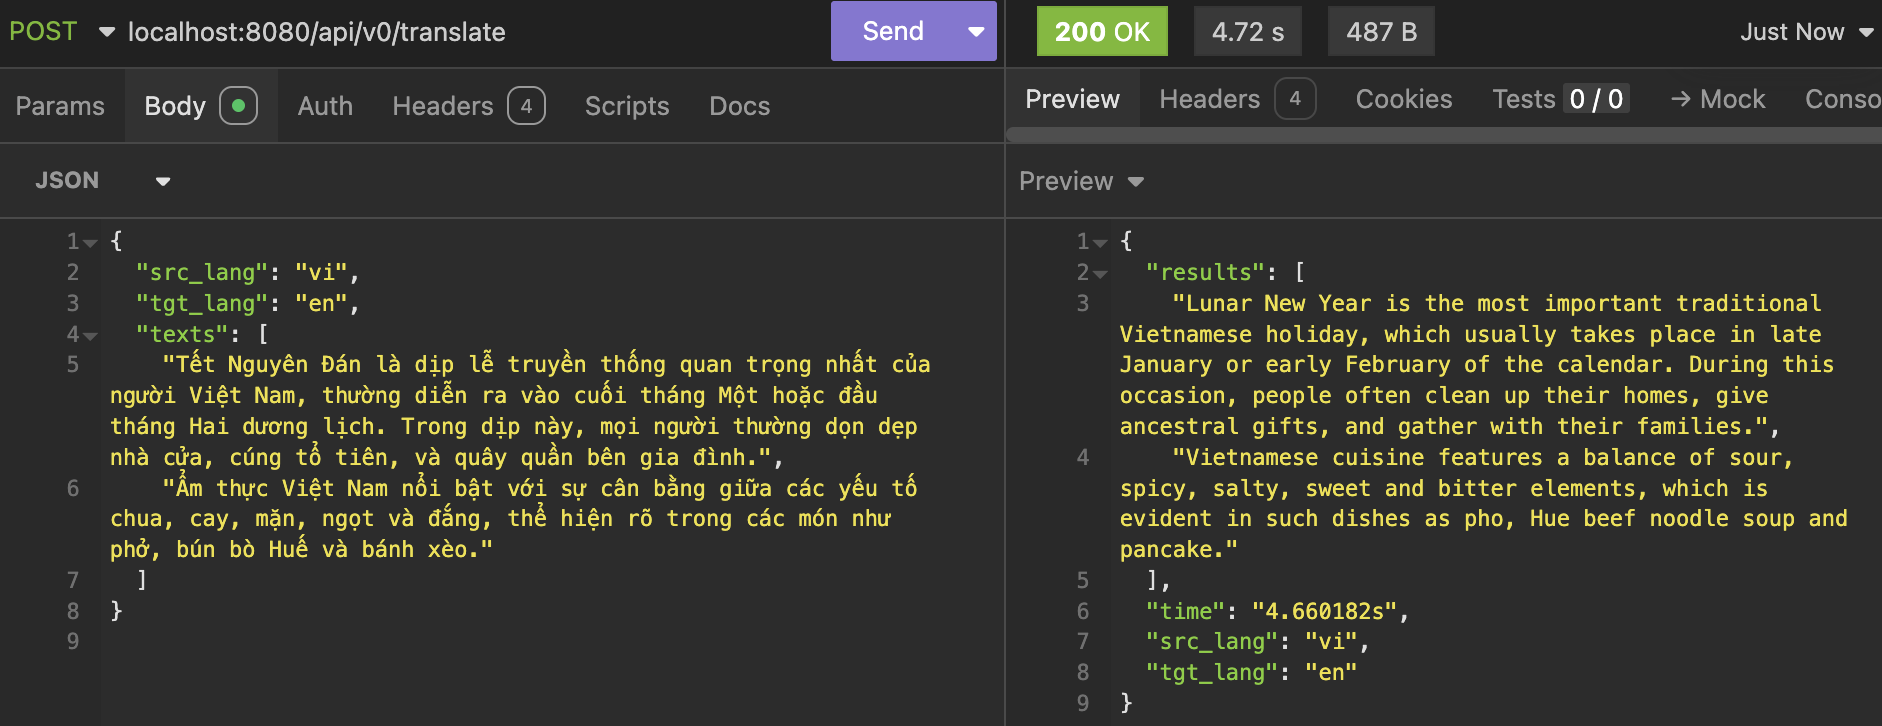 POST localhost:8080/api/v0/translate Send
Params Body Auth Headers 4 Scripts Docs
JSON
1 {
2 "src_lang": "vi",
3 "tgt_lang": "en",
4 "texts": [
5 "Tết Nguyên Đán là dịp lễ truyền thống quan trọng nhất của
người Việt Nam, thường diễn ra vào cuối tháng Một hoặc đầu
tháng Hai dương lịch. Trong dịp này, mọi người thường dọn dẹp
nhà cửa, cúng tổ tiên, và quây quần bên gia đình.",
6 "Ẩm thực Việt Nam nổi bật với sự cân bằng giữa các yếu tố
chua, cay, mặn, ngọt và đắng, thể hiện rõ trong các món như
phở, bún bò Huế và bánh xèo."
7 ]
8 }
9
200 OK 4.72 s 487 B Just Now
Preview Headers 4 Cookies Tests 0 / 0 → Mock Conso
Preview
1 {
2 "results": [
3 "Lunar New Year is the most important traditional
Vietnamese holiday, which usually takes place in late
January or early February of the calendar. During this
occasion, people often clean up their homes, give
ancestral gifts, and gather with their families.",
4 "Vietnamese cuisine features a balance of sour,
spicy, salty, sweet and bitter elements, which is
evident in such dishes as pho, Hue beef noodle soup and
pancake."
5 ],
6 "time": "4.660182s",
7 "src_lang": "vi",
8 "tgt_lang": "en"
9 }